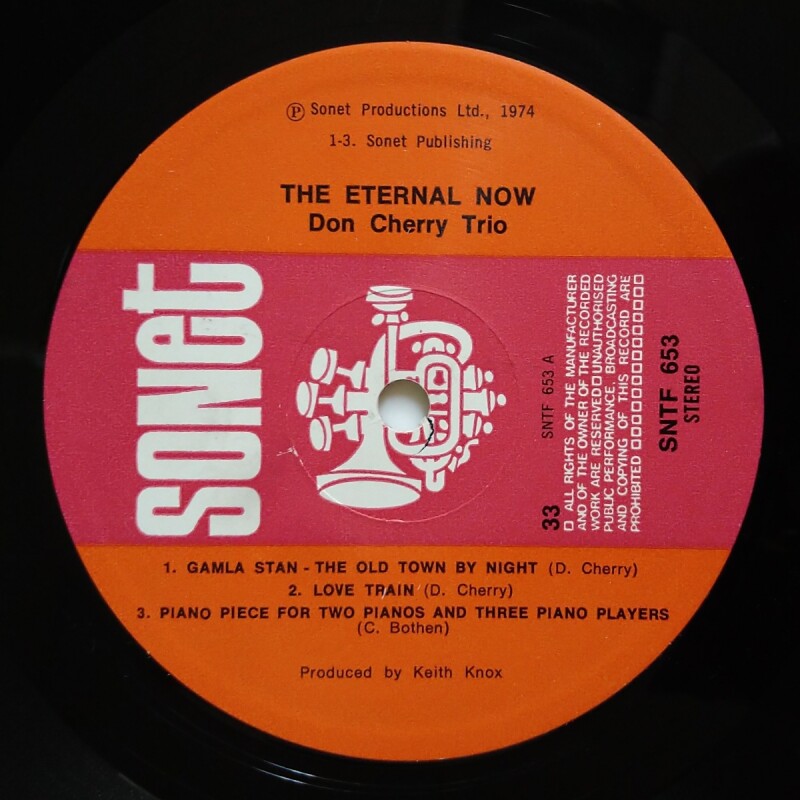 Ⓟ Sonet Productions Ltd., 1974
1-3. Sonet Publishing
THE ETERNAL NOW
Don Cherry Trio
sonet
33
SNTF 653 A
□ ALL RIGHTS OF THE MANUFACTURER
AND OF THE OWNER OF THE RECORDED
WORK ARE RESERVED□UNAUTHORISED
PUBLIC PERFORMANCE, BROADCASTING
AND COPYING OF THIS RECORD ARE
PROHIBITED □□□□□□□□□□□□□□□□
SNTF 653
STEREO
1. GAMLA STAN - THE OLD TOWN BY NIGHT (D. Cherry)
2. LOVE TRAIN (D. Cherry)
3. PIANO PIECE FOR TWO PIANOS AND THREE PIANO PLAYERS
(C. Bothen)
Produced by Keith Knox